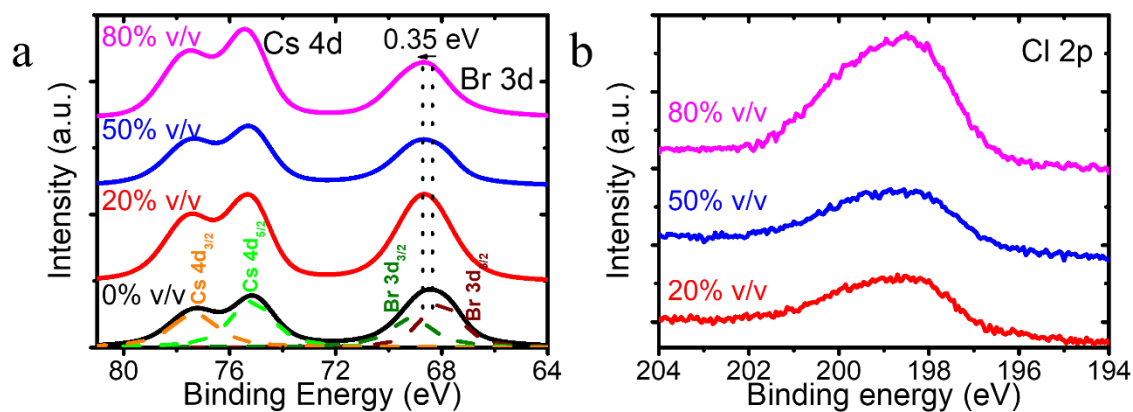 a
80% v/v
Cs 4d
0.35 eV
Br 3d
50% v/v
20% v/v
0% v/v
Cs 4d3/2
Cs 4d5/2
Br 3d3/2
Br 3d5/2
Intensity (a.u.)
80 76 72 68 64
Binding Energy (eV)
b
Cl 2p
80% v/v
50% v/v
20% v/v
Intensity (a.u.)
204 202 200 198 196 194
Binding energy (eV)